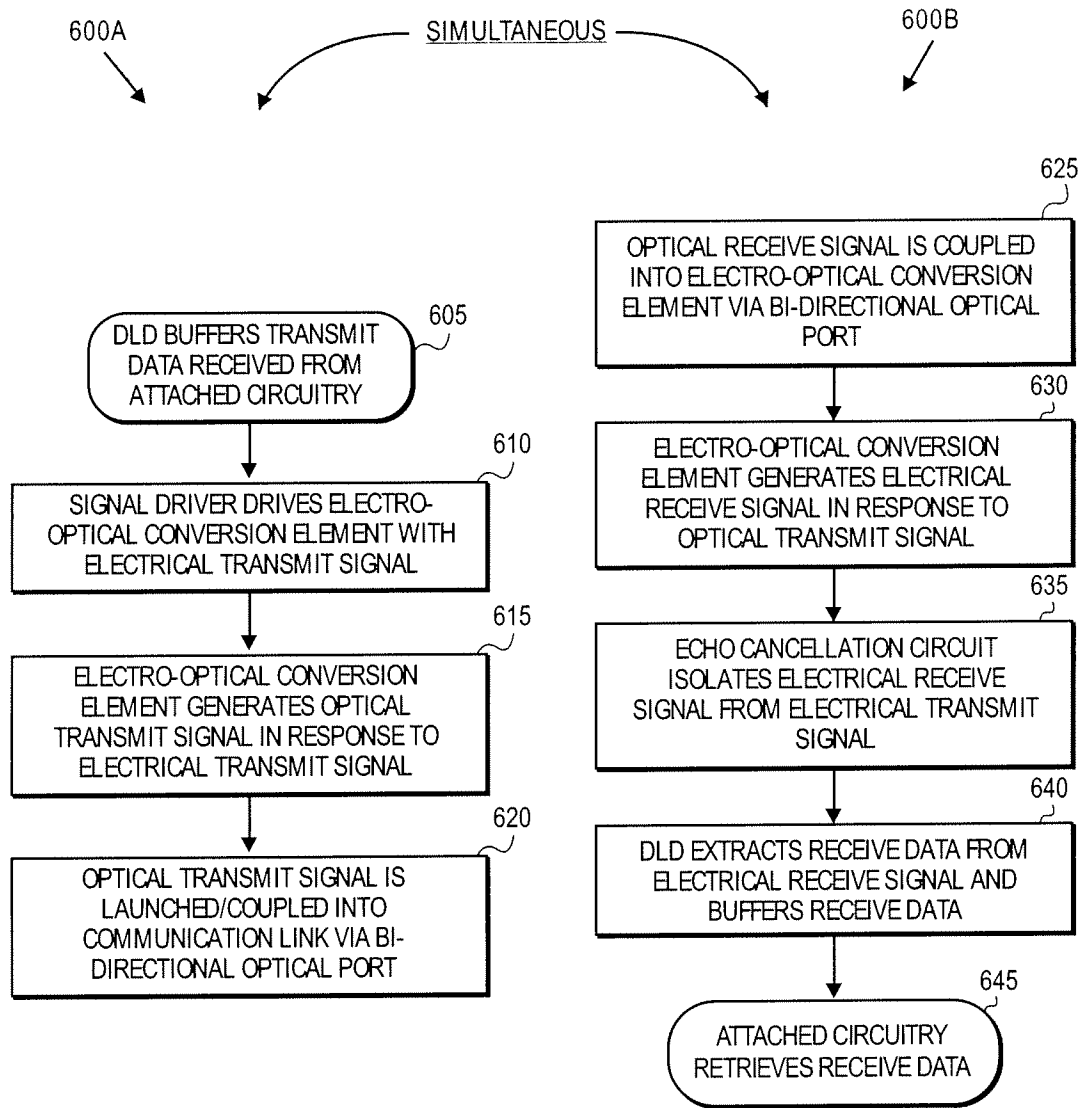 600A
SIMULTANEOUS
600B
605
DLD BUFFERS TRANSMIT
DATA RECEIVED FROM
ATTACHED CIRCUITRY
610
SIGNAL DRIVER DRIVES ELECTRO-
OPTICAL CONVERSION ELEMENT WITH
ELECTRICAL TRANSMIT SIGNAL
615
ELECTRO-OPTICAL CONVERSION
ELEMENT GENERATES OPTICAL
TRANSMIT SIGNAL IN RESPONSE TO
ELECTRICAL TRANSMIT SIGNAL
620
OPTICAL TRANSMIT SIGNAL IS
LAUNCHED/COUPLED INTO
COMMUNICATION LINK VIA BI-
DIRECTIONAL OPTICAL PORT
625
OPTICAL RECEIVE SIGNAL IS COUPLED
INTO ELECTRO-OPTICAL CONVERSION
ELEMENT VIA BI-DIRECTIONAL OPTICAL
PORT
630
ELECTRO-OPTICAL CONVERSION
ELEMENT GENERATES ELECTRICAL
RECEIVE SIGNAL IN RESPONSE TO
OPTICAL TRANSMIT SIGNAL
635
ECHO CANCELLATION CIRCUIT
ISOLATES ELECTRICAL RECEIVE
SIGNAL FROM ELECTRICAL TRANSMIT
SIGNAL
640
DLD EXTRACTS RECEIVE DATA FROM
ELECTRICAL RECEIVE SIGNAL AND
BUFFERS RECEIVE DATA
645
ATTACHED CIRCUITRY
RETRIEVES RECEIVE DATA